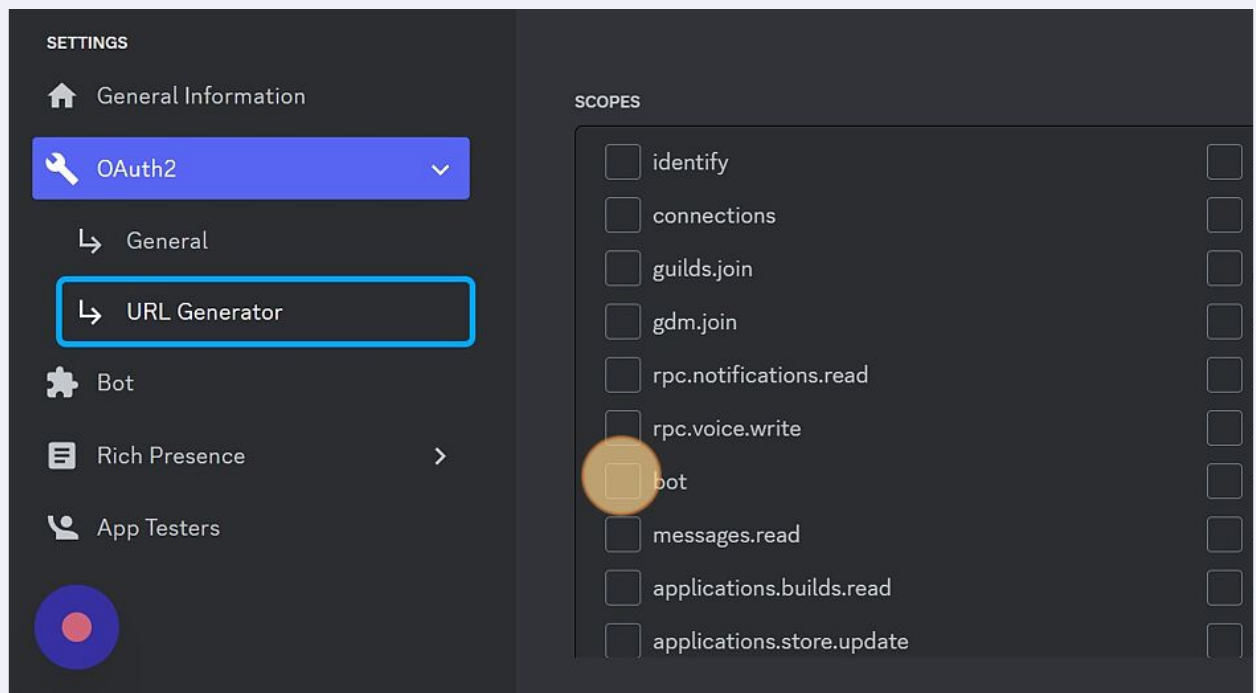 SETTINGS
General Information
OAuth2
General
URL Generator
Bot
Rich Presence
App Testers
SCOPES
identify
connections
guilds.join
gdm.join
rpc.notifications.read
rpc.voice.write
bot
messages.read
applications.builds.read
applications.store.update